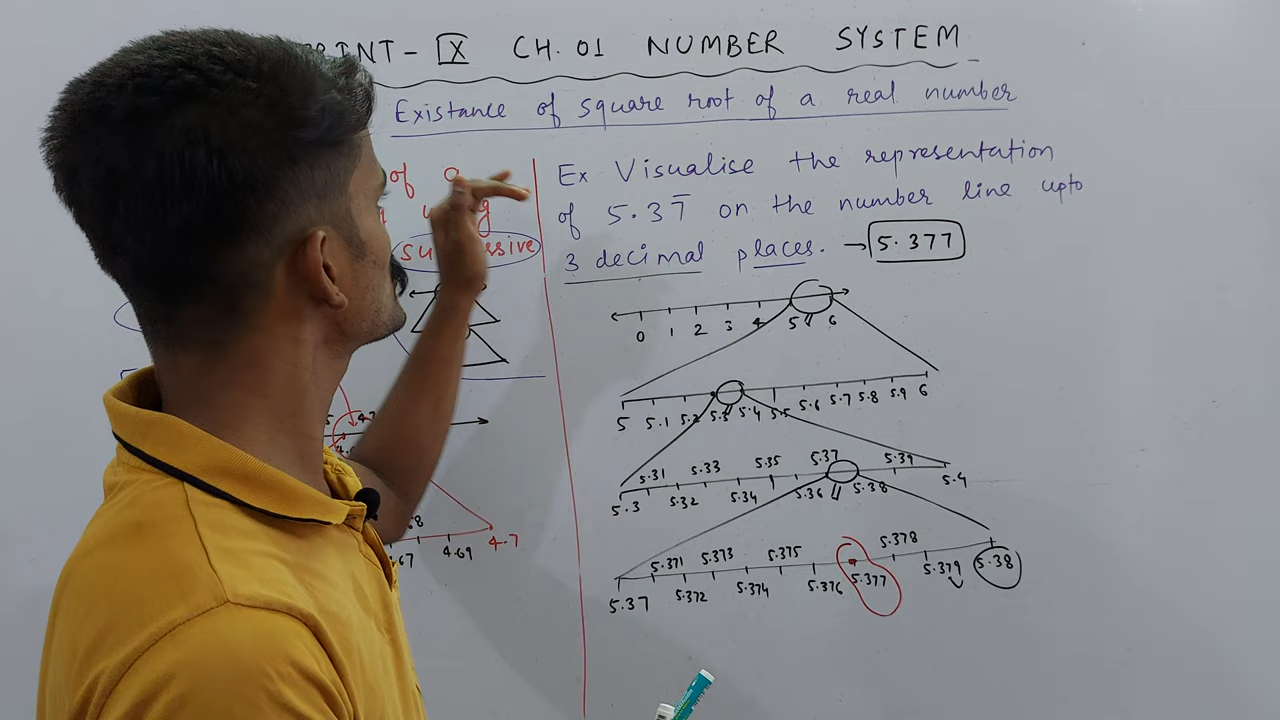 PRINT- IX CH. 01 NUMBER SYSTEM
Existance of square root of a real number
of a
4.7
4.69
4.7
Ex Visualise the representation
of 5.37̅ on the number line upto
3 decimal places. → 5.377
0 1 2 3 4 5 6
5 5.1 5.2 5.3 5.4 5.5 5.6 5.7 5.8 5.9 6
5.31 5.33 5.35 5.37 5.39
5.3 5.32 5.34 5.36 5.38 5.4
5.371 5.373 5.375 5.378
5.37 5.372 5.374 5.376 5.377 5.379 5.38